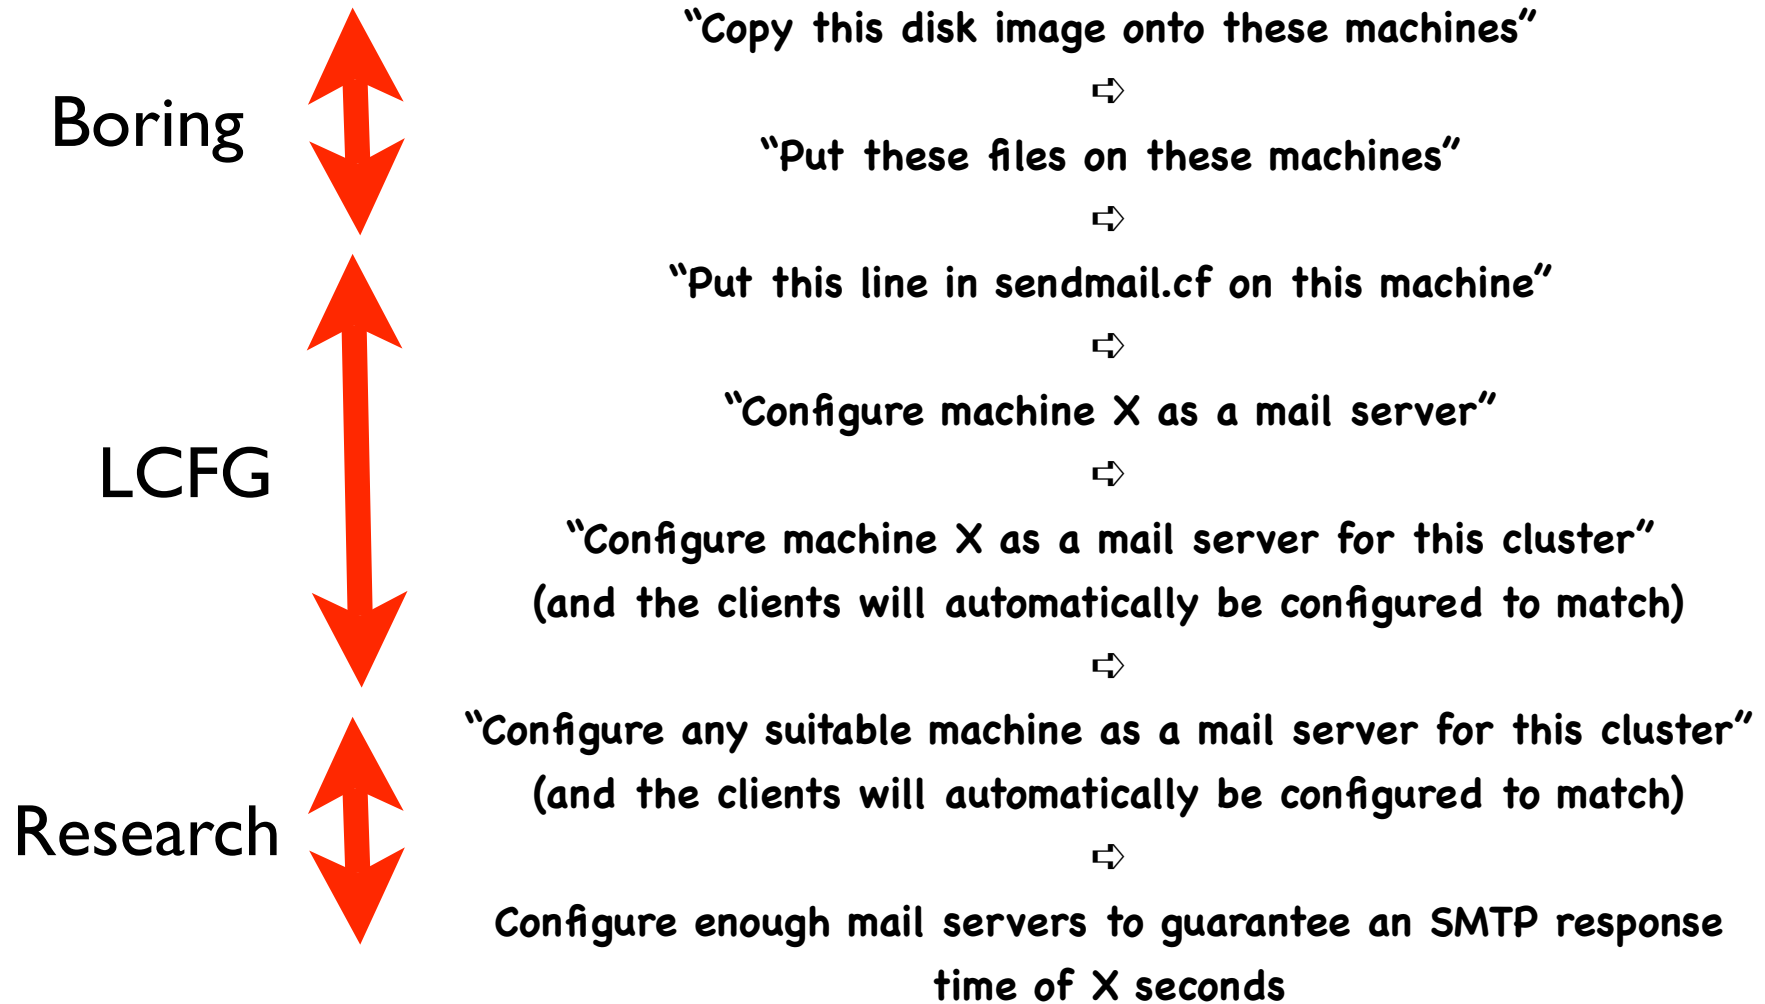 “Copy this disk image onto these machines”
➪
Boring
“Put these files on these machines”
➪
“Put this line in sendmail.cf on this machine”
➪
“Configure machine X as a mail server”
LCFG
➪
“Configure machine X as a mail server for this cluster”
(and the clients will automatically be configured to match)
➪
“Configure any suitable machine as a mail server for this cluster”
(and the clients will automatically be configured to match)
Research
➪
Configure enough mail servers to guarantee an SMTP response
time of X seconds